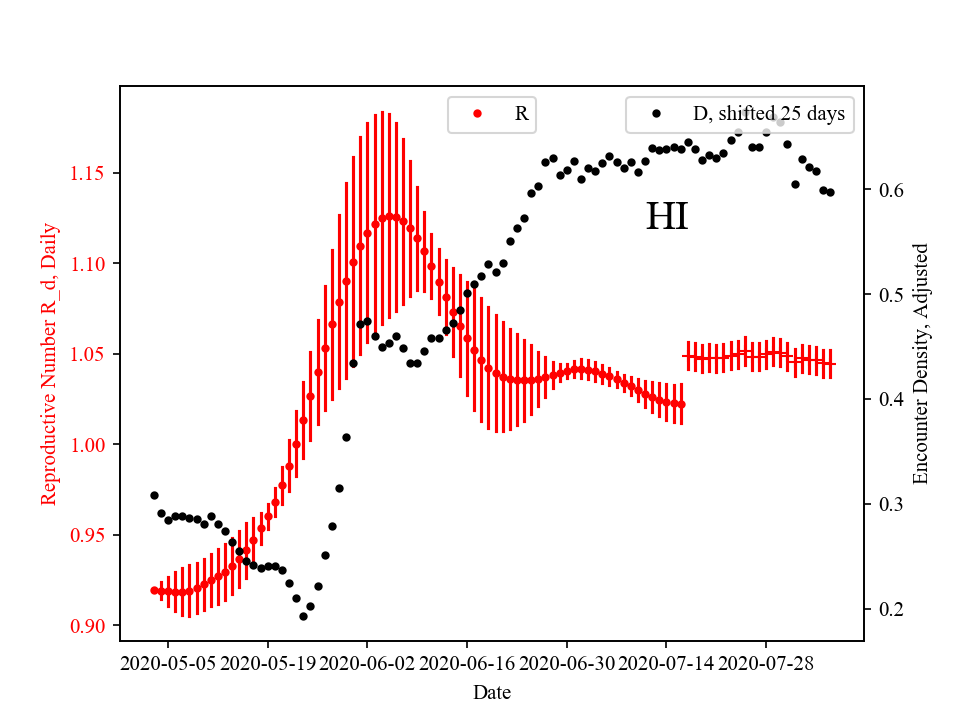 R
D, shifted 25 days
HI
Reproductive Number R_d, Daily
1.15
1.10
1.05
1.00
0.95
0.90
0.6
0.5
0.4
0.3
0.2
Encounter Density, Adjusted
2020-05-05 2020-05-19 2020-06-02 2020-06-16 2020-06-30 2020-07-14 2020-07-28
Date